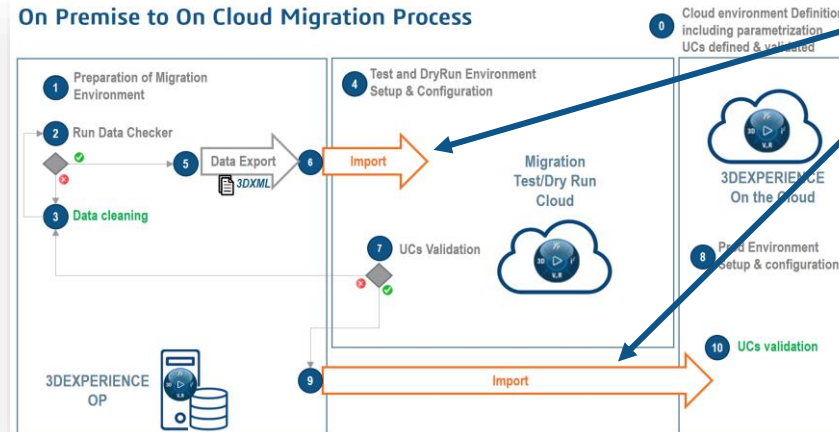 On Premise to On Cloud Migration Process
0
Cloud environment Definition
including parametrization
UCs defined & validated
1
Preparation of Migration
Environment
4
Test and DryRun Environment
Setup & Configuration
2
Run Data Checker
5
Data Export
3DXML
6
Import
Migration
Test/Dry Run
Cloud
3DEXPERIENCE
On the Cloud
3
Data cleaning
7
UCs Validation
8
Prod Environment
Setup & configuration
10
UCs validation
3DEXPERIENCE
OP
9
Import